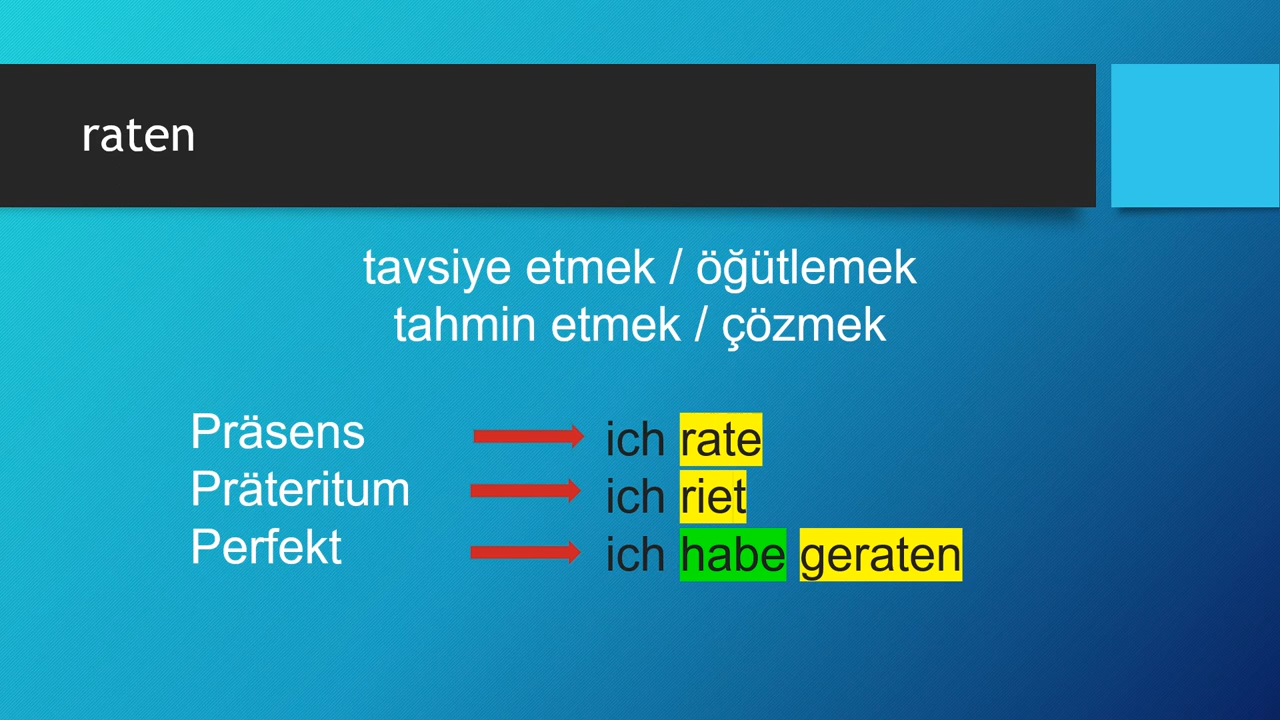 raten
tavsiye etmek / öğütlemek
tahmin etmek / çözmek
Präsens ich rate
Präteritum ich riet
Perfekt ich habe geraten